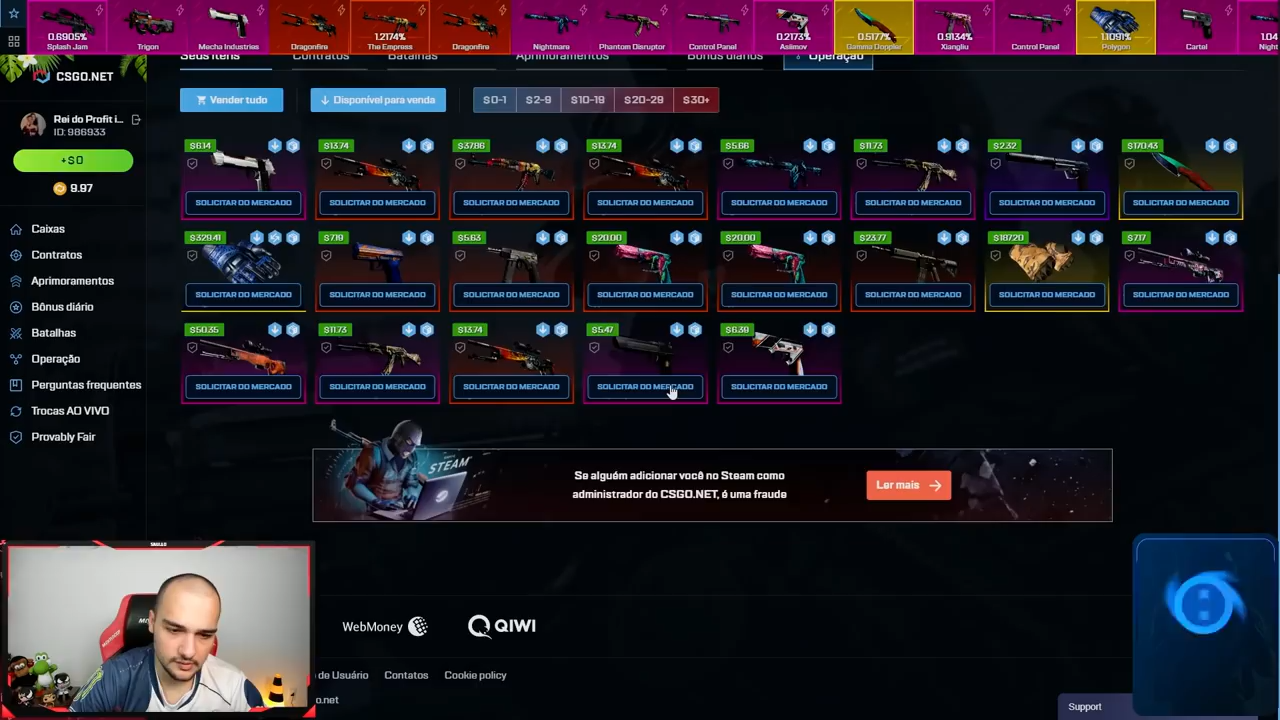 0.6905%
Splash Jam
Trigon
Mecha Industries
Dragonfire
1.2174%
The Empress
Dragonfire
Nightmare
Phantom Disruptor
Control Panel
0.2173%
Asiimov
0.5177%
Gamma Doppler
0.9134%
Xiangliu
Control Panel
1.1091%
Polygon
Cartel
1.04
Night
CSGO.NET
Seus itens
Contratos
Batalhas
Aprimoramentos
Bônus diário
Operação
Rei do Profit i...
ID: 986933
+$0
9.97
Vender tudo
Disponível para venda
$0-1
$2-9
$10-19
$20-29
$30+
Caixas
Contratos
Aprimoramentos
Bônus diário
Batalhas
Operação
Perguntas frequentes
Trocas AO VIVO
Provably Fair
$6.14
$13.74
$37.86
$13.74
$5.66
$11.73
$2.32
$170.43
SOLICITAR DO MERCADO
SOLICITAR DO MERCADO
SOLICITAR DO MERCADO
SOLICITAR DO MERCADO
SOLICITAR DO MERCADO
SOLICITAR DO MERCADO
SOLICITAR DO MERCADO
SOLICITAR DO MERCADO
$329.41
$7.19
$5.63
$20.00
$20.00
$23.77
$187.20
$7.17
SOLICITAR DO MERCADO
SOLICITAR DO MERCADO
SOLICITAR DO MERCADO
SOLICITAR DO MERCADO
SOLICITAR DO MERCADO
SOLICITAR DO MERCADO
SOLICITAR DO MERCADO
SOLICITAR DO MERCADO
$50.35
$11.73
$13.74
$5.47
$6.39
SOLICITAR DO MERCADO
SOLICITAR DO MERCADO
SOLICITAR DO MERCADO
SOLICITAR DO MERCADO
SOLICITAR DO MERCADO
STEAM
Se alguém adicionar você no Steam como
administrador do CSGO.NET, é uma fraude
Ler mais
WebMoney
QIWI
de Usuário
Contatos
Cookie policy
o.net
Support